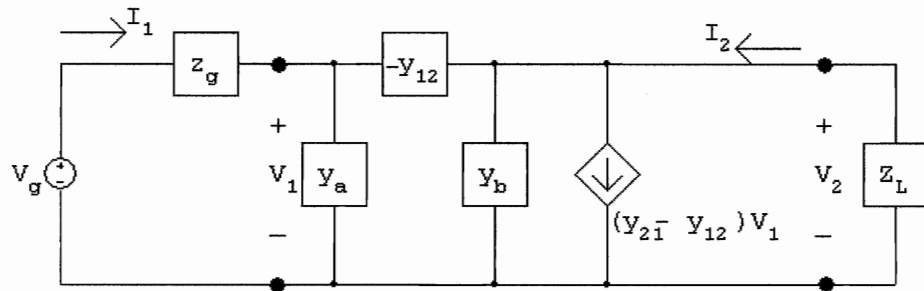 I1
I2
zg
-y12
+
+
+
-
Vg
V1
ya
yb
V2
ZL
(y21- y12)V1
-
-